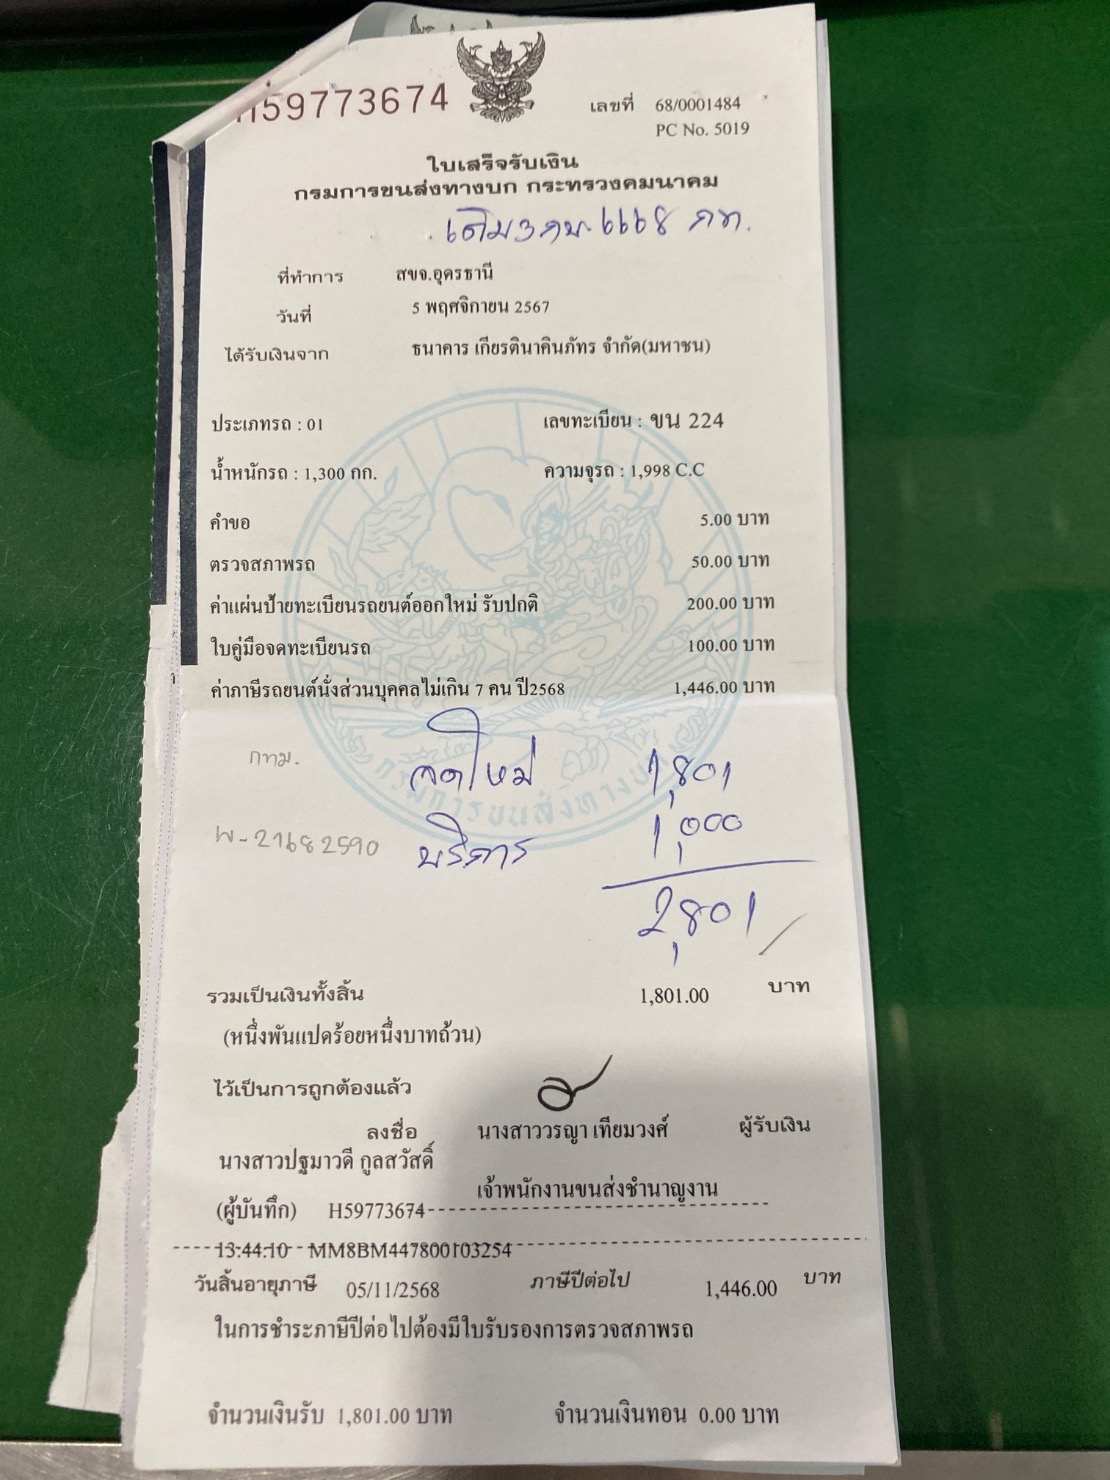 ที่59773674
เลขที่ 68/0001484
PC No. 5019
ใบเสร็จรับเงิน
กรมการขนส่งทางบก กระทรวงคมนาคม
เดิม 3กน 6668 กท.
ที่ทำการ สขจ.อุดรธานี
วันที่ 5 พฤศจิกายน 2567
ได้รับเงินจาก ธนาคาร เกียรตินาคินภัทร จำกัด(มหาชน)
ประเภทรถ : 01 เลขทะเบียน : ขน 224
น้ำหนักรถ : 1,300 กก. ความจุรถ : 1,998 C.C
คำขอ 5.00 บาท
ตรวจสภาพรถ 50.00 บาท
ค่าแผ่นป้ายทะเบียนรถยนต์ออกใหม่ รับปกติ 200.00 บาท
ใบคู่มือจดทะเบียนรถ 100.00 บาท
ค่าภาษีรถยนต์นั่งส่วนบุคคลไม่เกิน 7 คน ปี2568 1,446.00 บาท
กทม. จดใหม่ 1,801
พ-21682590 บริการ 1,000
2,801
กรมการขนส่งทางบก
รวมเป็นเงินทั้งสิ้น 1,801.00 บาท
(หนึ่งพันแปดร้อยหนึ่งบาทถ้วน)
ไว้เป็นการถูกต้องแล้ว
ลงชื่อ นางสาววรญา เทียมวงศ์ ผู้รับเงิน
นางสาวปฐมาวดี กูลสวัสดิ์
เจ้าพนักงานขนส่งชำนาญงาน
(ผู้บันทึก) H59773674
13:44:10 MM8BM447800103254
วันสิ้นอายุภาษี 05/11/2568 ภาษีปีต่อไป 1,446.00 บาท
ในการชำระภาษีปีต่อไปต้องมีใบรับรองการตรวจสภาพรถ
จำนวนเงินรับ 1,801.00 บาท จำนวนเงินทอน 0.00 บาท